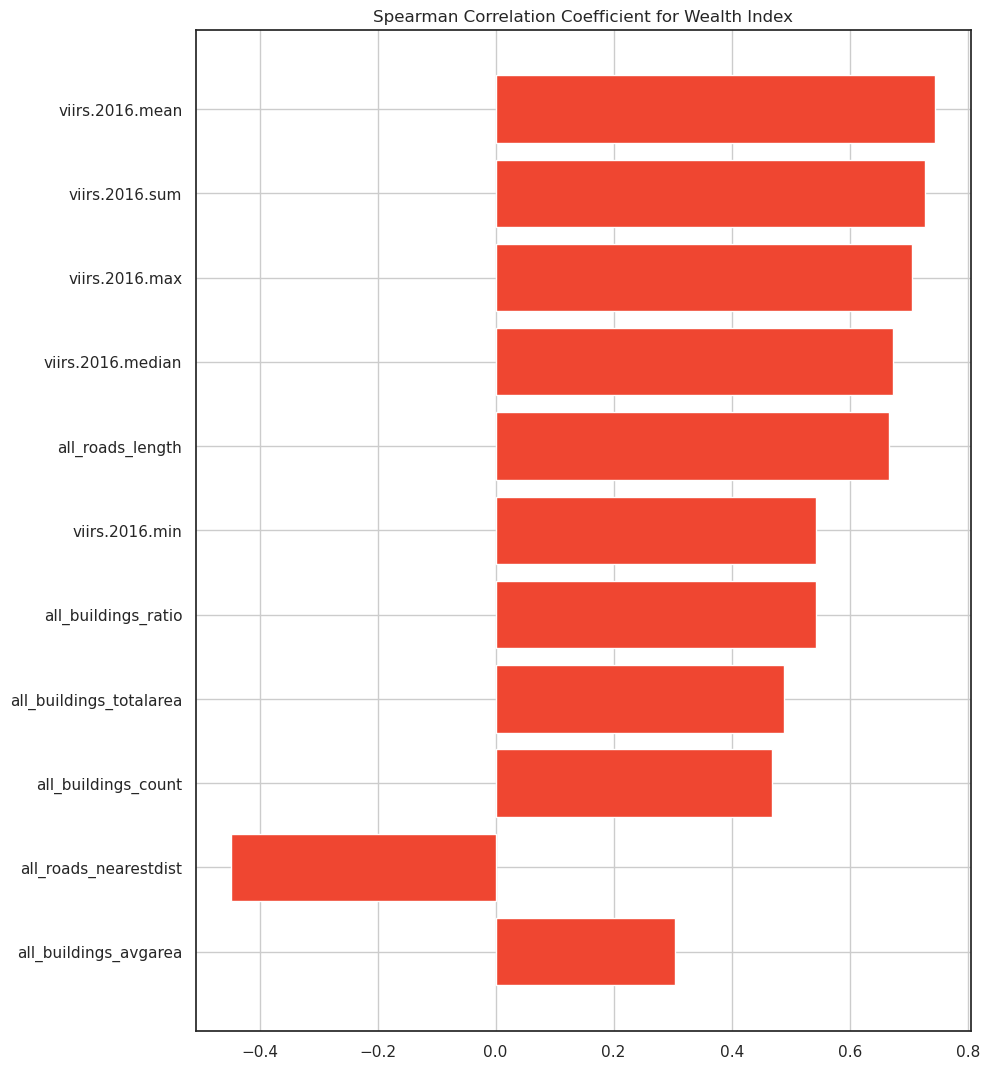 Spearman Correlation Coefficient for Wealth Index
viirs.2016.mean
viirs.2016.sum
viirs.2016.max
viirs.2016.median
all_roads_length
viirs.2016.min
all_buildings_ratio
all_buildings_totalarea
all_buildings_count
all_roads_nearestdist
all_buildings_avgarea
−0.4 −0.2 0.0 0.2 0.4 0.6 0.8